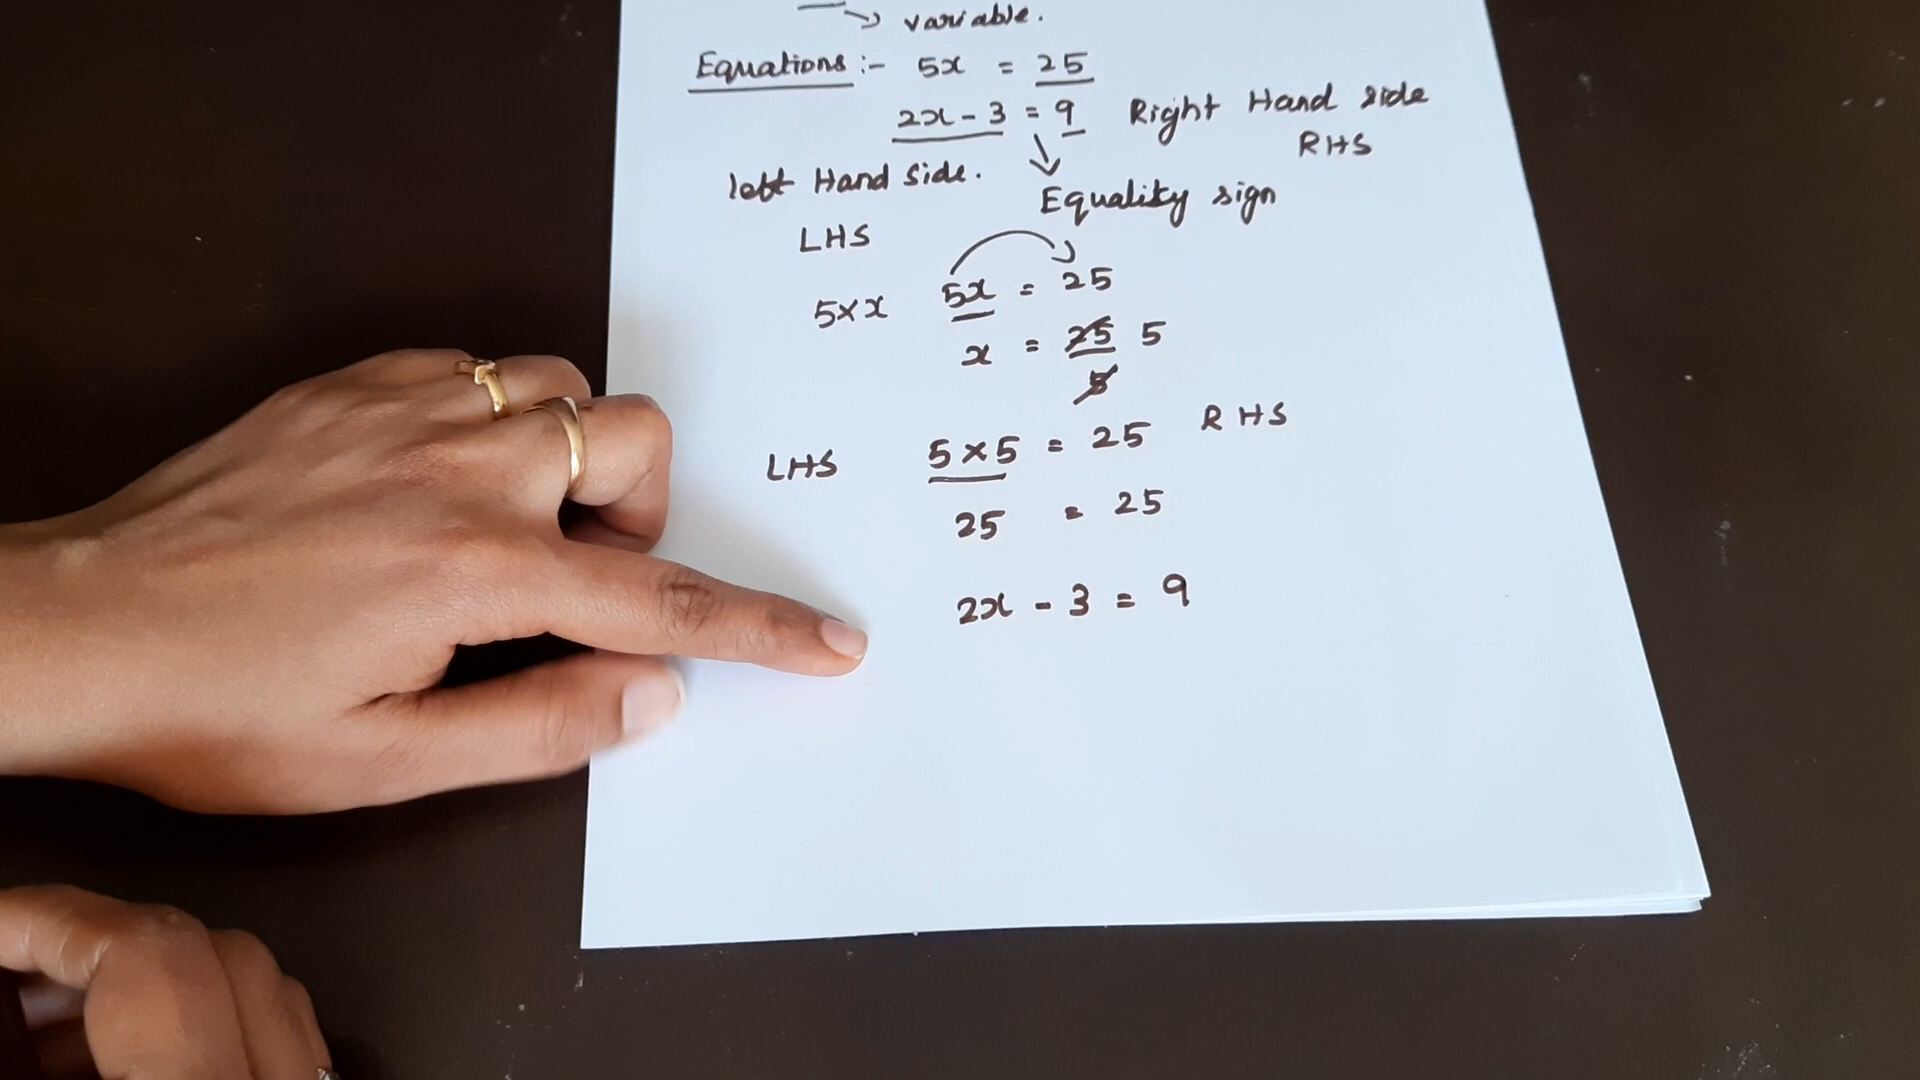 → variable.
Equations :- 5x = 25
2x - 3 = 9 Right Hand side
RHS
left Hand Side.
Equality sign
LHS
5×x 5x = 25
x = 25 5
5
LHS 5×5 = 25 RHS
25 = 25
2x - 3 = 9